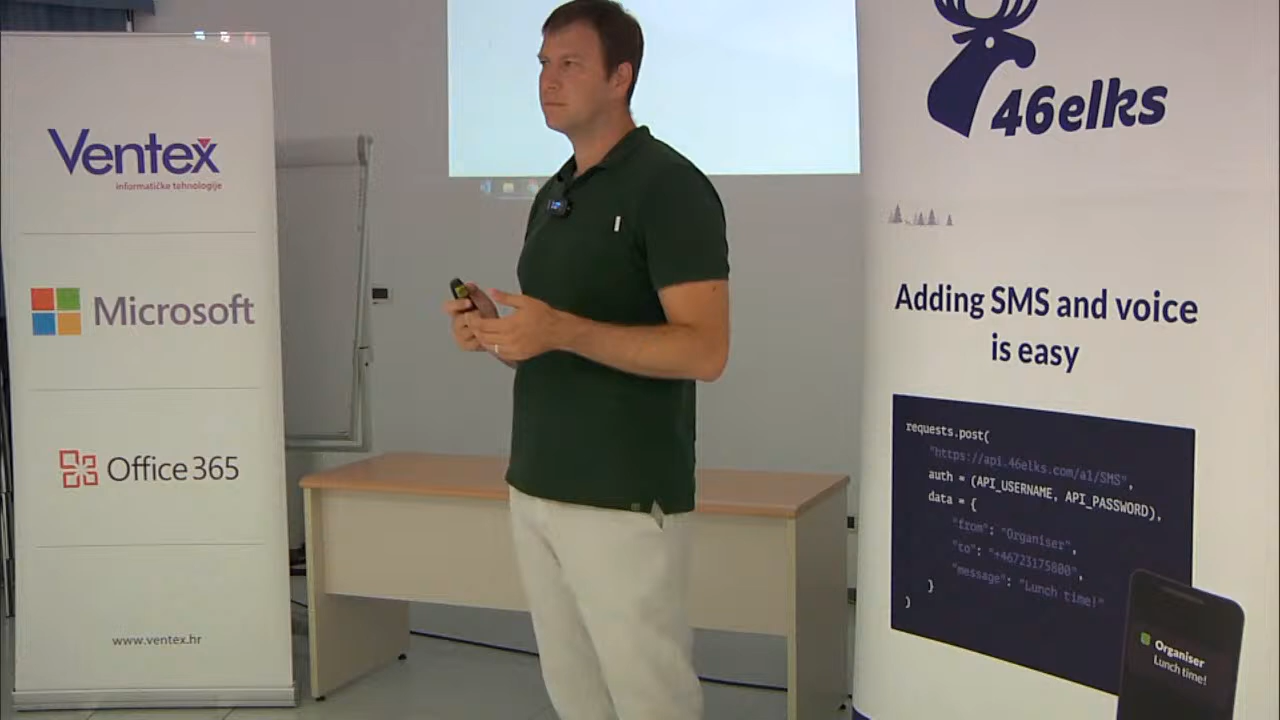 Ventex
informatičke tehnologije
Microsoft
Office 365
www.ventex.hr
46elks
Adding SMS and voice
is easy
requests.post(
"https://api.46elks.com/a1/SMS",
auth = (API_USERNAME, API_PASSWORD),
data = {
"from": "Organiser",
"to": "+46723175800",
"message": "Lunch time!"
}
)
Organiser
Lunch time!